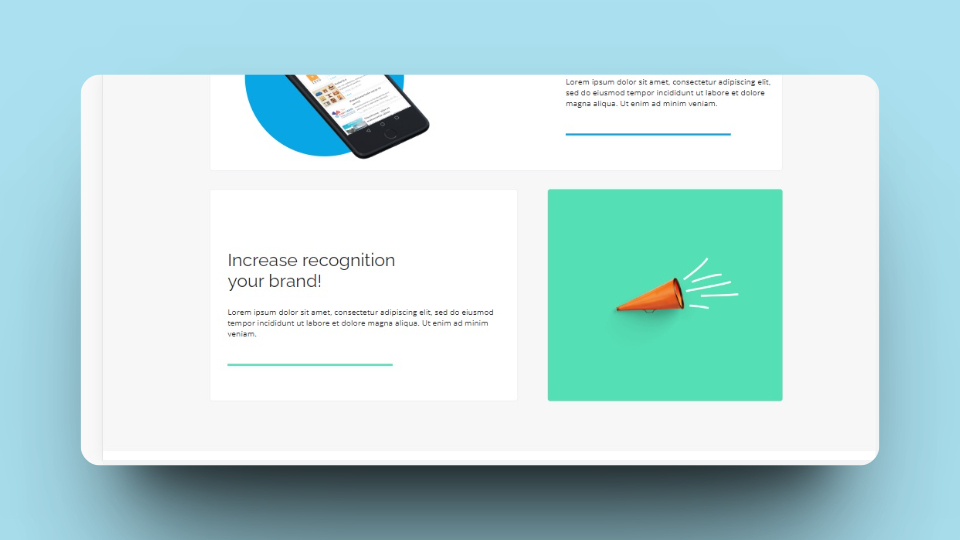 Lorem ipsum dolor sit amet, consectetur adipiscing elit,
sed do eiusmod tempor incididunt ut labore et dolore
magna aliqua. Ut enim ad minim veniam.
Increase recognition
your brand!
Lorem ipsum dolor sit amet, consectetur adipiscing elit, sed do eiusmod
tempor incididunt ut labore et dolore magna aliqua. Ut enim ad minim
veniam.